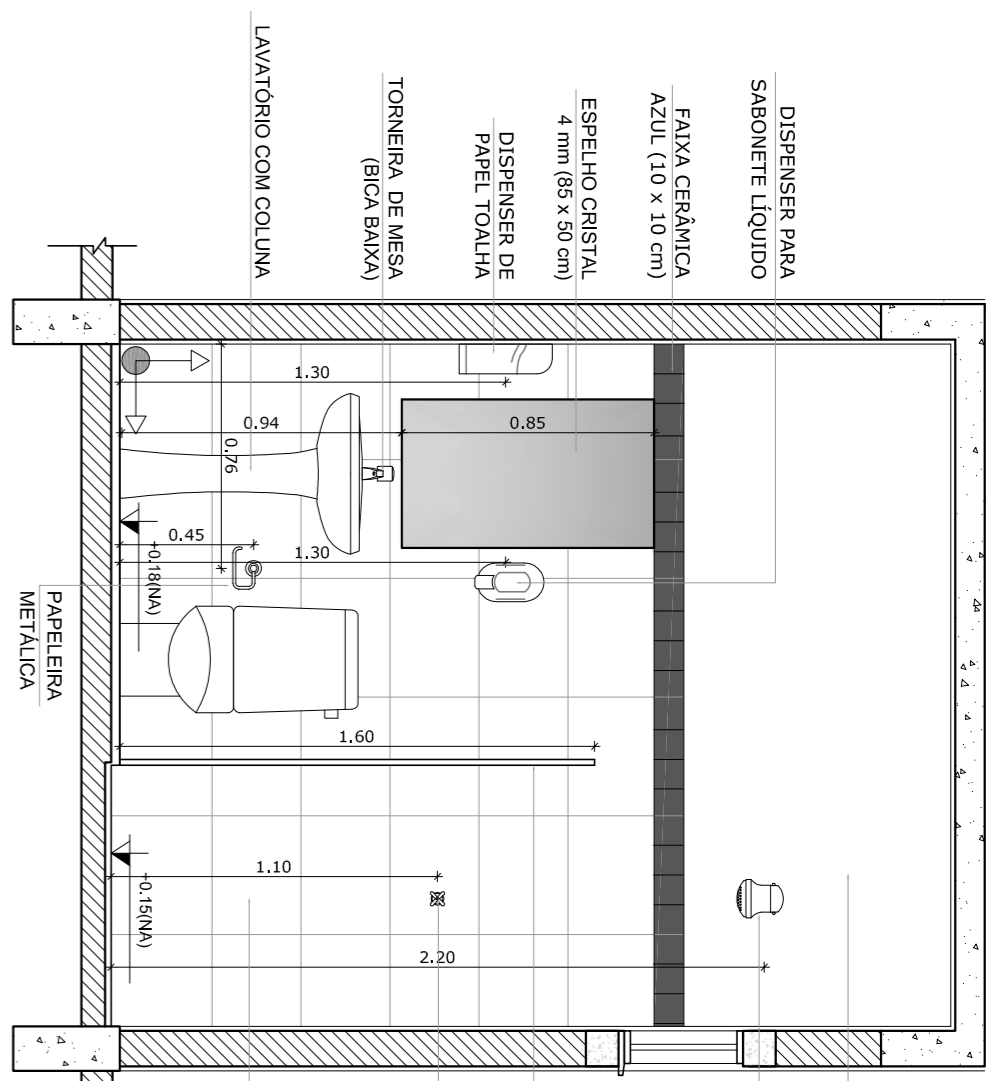 DISPENSER PARA
SABONETE LÍQUIDO
FAIXA CERÂMICA
AZUL (10 x 10 cm)
ESPELHO CRISTAL
4 mm (85 x 50 cm)
DISPENSER DE
PAPEL TOALHA
TORNEIRA DE MESA
(BICA BAIXA)
LAVATÓRIO COM COLUNA
1.30
0.94
0.85
0.76
0.45
1.30
+0.18(NA)
PAPELEIRA
METÁLICA
1.60
1.10
+0.15(NA)
2.20